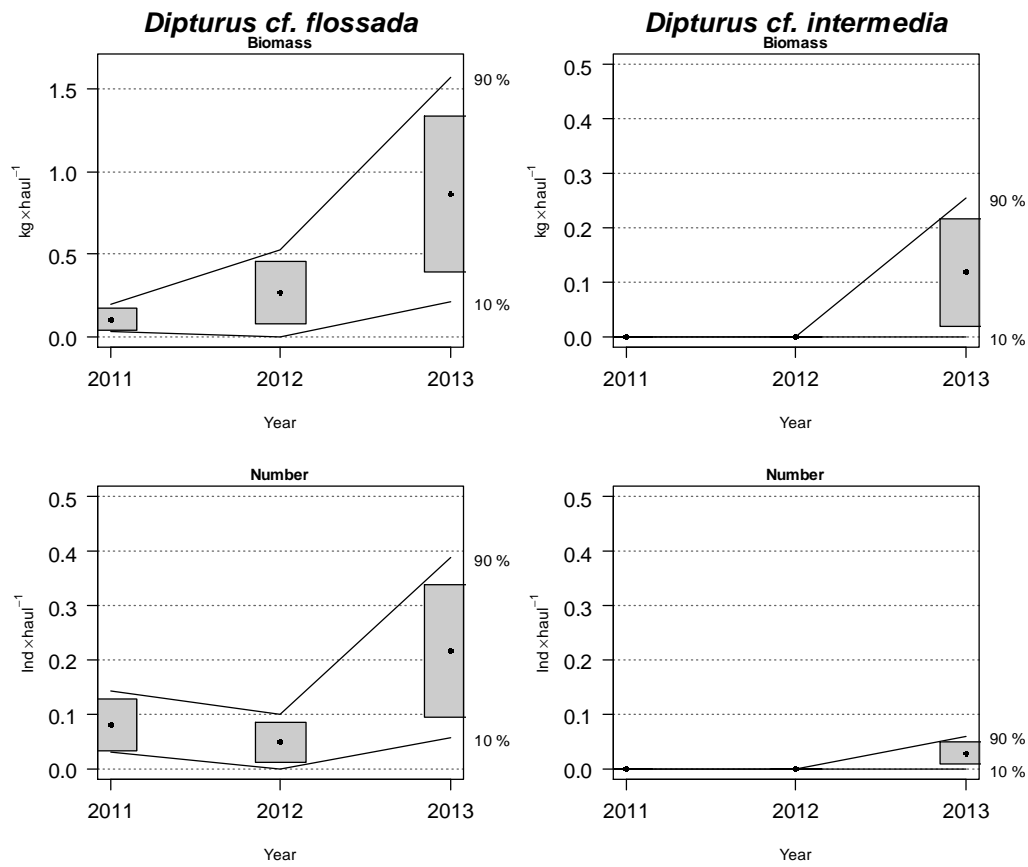 Dipturus cf. flossada
Biomass
kg×haul⁻¹
1.5
1.0
0.5
0.0
90 %
10 %
2011 2012 2013
Year
Dipturus cf. intermedia
Biomass
kg×haul⁻¹
0.5
0.4
0.3
0.2
0.1
0.0
90 %
10 %
2011 2012 2013
Year
Number
Ind×haul⁻¹
0.5
0.4
0.3
0.2
0.1
0.0
90 %
10 %
2011 2012 2013
Year
Number
Ind×haul⁻¹
0.5
0.4
0.3
0.2
0.1
0.0
90 %
10 %
2011 2012 2013
Year